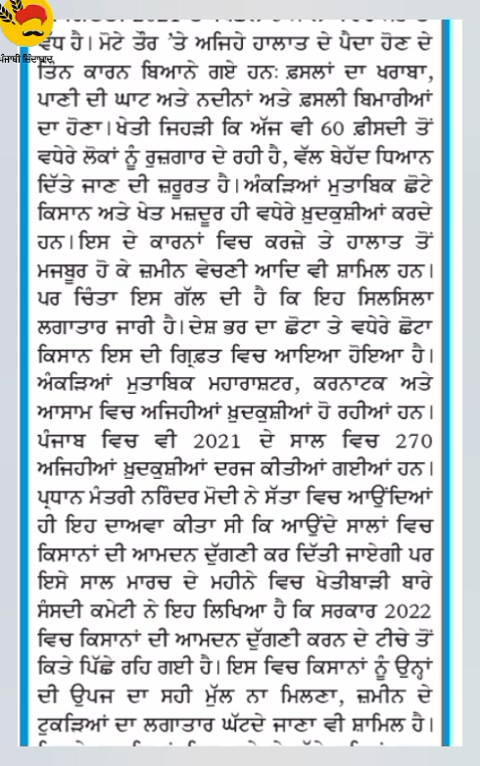 ਪੰਜਾਬੀ ਜ਼ਿੰਦਾਬਾਦ
ਵੱਧ ਹੈ। ਮੋਟੇ ਤੌਰ ’ਤੇ ਅਜਿਹੇ ਹਾਲਾਤ ਦੇ ਪੈਦਾ ਹੋਣ ਦੇ
ਤਿੰਨ ਕਾਰਨ ਬਿਆਨੇ ਗਏ ਹਨ: ਫ਼ਸਲਾਂ ਦਾ ਖਰਾਬਾ,
ਪਾਣੀ ਦੀ ਘਾਟ ਅਤੇ ਨਦੀਨਾਂ ਅਤੇ ਫ਼ਸਲੀ ਬਿਮਾਰੀਆਂ
ਦਾ ਹੋਣਾ। ਖੇਤੀ ਜਿਹੜੀ ਕਿ ਅੱਜ ਵੀ 60 ਫ਼ੀਸਦੀ ਤੋਂ
ਵਧੇਰੇ ਲੋਕਾਂ ਨੂੰ ਰੁਜ਼ਗਾਰ ਦੇ ਰਹੀ ਹੈ, ਵੱਲ ਬੇਹੱਦ ਧਿਆਨ
ਦਿੱਤੇ ਜਾਣ ਦੀ ਜ਼ਰੂਰਤ ਹੈ। ਅੰਕੜਿਆਂ ਮੁਤਾਬਿਕ ਛੋਟੇ
ਕਿਸਾਨ ਅਤੇ ਖੇਤ ਮਜ਼ਦੂਰ ਹੀ ਵਧੇਰੇ ਖ਼ੁਦਕੁਸ਼ੀਆਂ ਕਰਦੇ
ਹਨ। ਇਸ ਦੇ ਕਾਰਨਾਂ ਵਿਚ ਕਰਜ਼ੇ ਤੇ ਹਾਲਾਤ ਤੋਂ
ਮਜਬੂਰ ਹੋ ਕੇ ਜ਼ਮੀਨ ਵੇਚਣੀ ਆਦਿ ਵੀ ਸ਼ਾਮਿਲ ਹਨ।
ਪਰ ਚਿੰਤਾ ਇਸ ਗੱਲ ਦੀ ਹੈ ਕਿ ਇਹ ਸਿਲਸਿਲਾ
ਲਗਾਤਾਰ ਜਾਰੀ ਹੈ। ਦੇਸ਼ ਭਰ ਦਾ ਛੋਟਾ ਤੇ ਵਧੇਰੇ ਛੋਟਾ
ਕਿਸਾਨ ਇਸ ਦੀ ਗ੍ਰਿਫ਼ਤ ਵਿਚ ਆਇਆ ਹੋਇਆ ਹੈ।
ਅੰਕੜਿਆਂ ਮੁਤਾਬਿਕ ਮਹਾਰਾਸ਼ਟਰ, ਕਰਨਾਟਕ ਅਤੇ
ਆਸਾਮ ਵਿਚ ਅਜਿਹੀਆਂ ਖ਼ੁਦਕੁਸ਼ੀਆਂ ਹੋ ਰਹੀਆਂ ਹਨ।
ਪੰਜਾਬ ਵਿਚ ਵੀ 2021 ਦੇ ਸਾਲ ਵਿਚ 270
ਅਜਿਹੀਆਂ ਖ਼ੁਦਕੁਸ਼ੀਆਂ ਦਰਜ ਕੀਤੀਆਂ ਗਈਆਂ ਹਨ।
ਪ੍ਰਧਾਨ ਮੰਤਰੀ ਨਰਿੰਦਰ ਮੋਦੀ ਨੇ ਸੱਤਾ ਵਿਚ ਆਉਂਦਿਆਂ
ਹੀ ਇਹ ਦਾਅਵਾ ਕੀਤਾ ਸੀ ਕਿ ਆਉਂਦੇ ਸਾਲਾਂ ਵਿਚ
ਕਿਸਾਨਾਂ ਦੀ ਆਮਦਨ ਦੁੱਗਣੀ ਕਰ ਦਿੱਤੀ ਜਾਏਗੀ ਪਰ
ਇਸੇ ਸਾਲ ਮਾਰਚ ਦੇ ਮਹੀਨੇ ਵਿਚ ਖੇਤੀਬਾੜੀ ਬਾਰੇ
ਸੰਸਦੀ ਕਮੇਟੀ ਨੇ ਇਹ ਲਿਖਿਆ ਹੈ ਕਿ ਸਰਕਾਰ 2022
ਵਿਚ ਕਿਸਾਨਾਂ ਦੀ ਆਮਦਨ ਦੁੱਗਣੀ ਕਰਨ ਦੇ ਟੀਚੇ ਤੋਂ
ਕਿਤੇ ਪਿੱਛੇ ਰਹਿ ਗਈ ਹੈ। ਇਸ ਵਿਚ ਕਿਸਾਨਾਂ ਨੂੰ ਉਨ੍ਹਾਂ
ਦੀ ਉਪਜ ਦਾ ਸਹੀ ਮੁੱਲ ਨਾ ਮਿਲਣਾ, ਜ਼ਮੀਨ ਦੇ
ਟੁਕੜਿਆਂ ਦਾ ਲਗਾਤਾਰ ਘੱਟਦੇ ਜਾਣਾ ਵੀ ਸ਼ਾਮਿਲ ਹੈ।